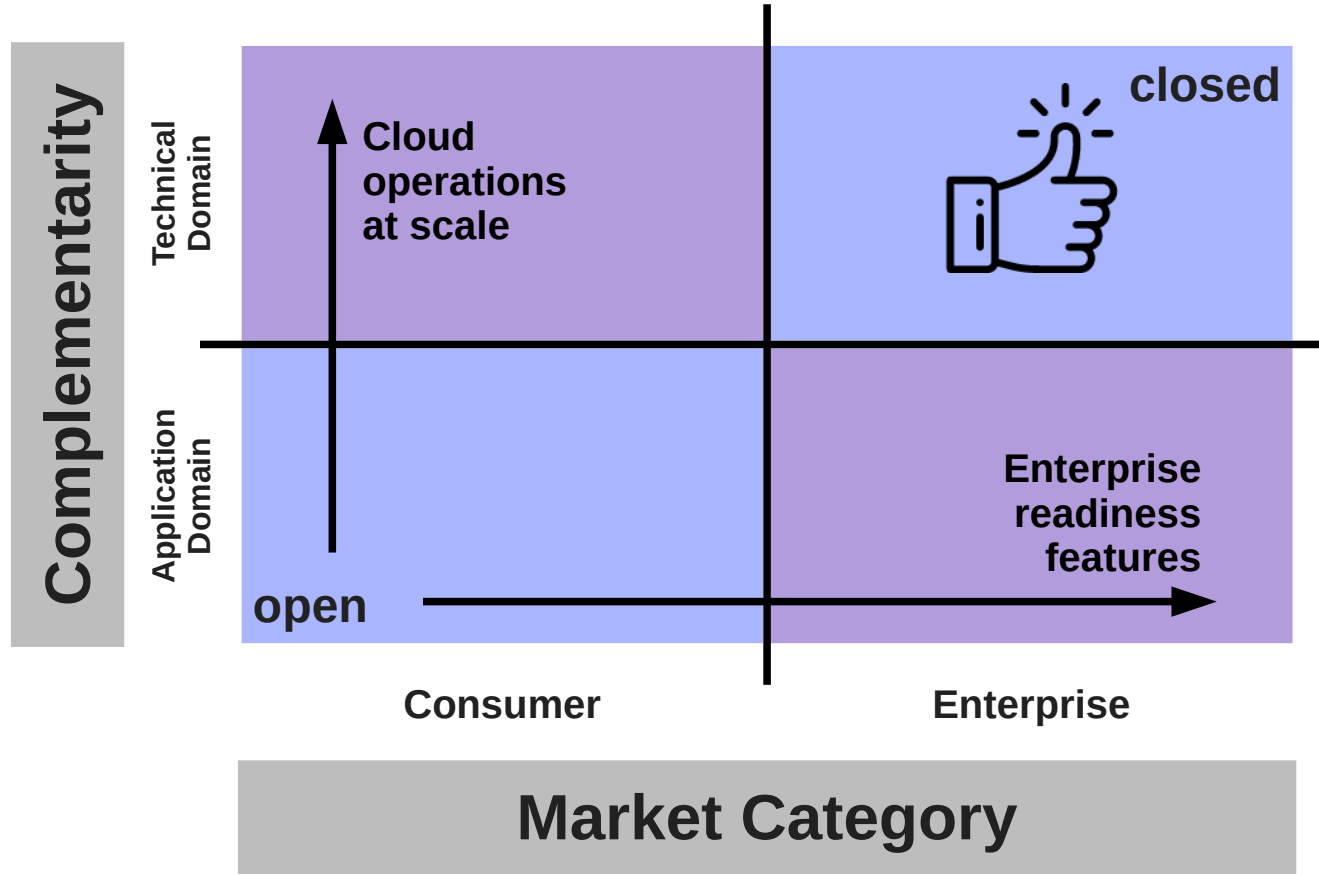 closed
Cloud
operations
at scale
Technical
Domain
Complementarity
Application
Domain
Enterprise
readiness
features
open
Consumer
Enterprise
Market Category